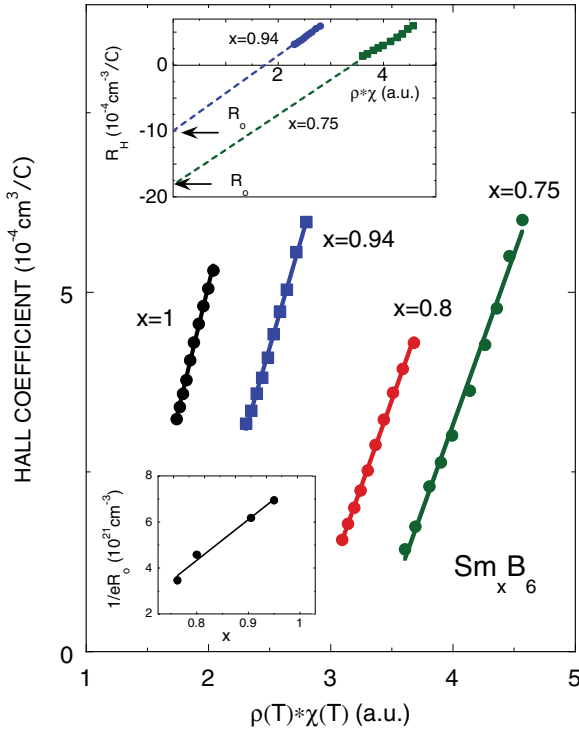 x=0.94
0
2
4
ρ*χ (a.u.)
R_H (10^-4 cm^-3/C)
R_o
-10
x=0.75
R_o
-20
x=0.75
x=0.94
x=0.8
x=1
5
HALL COEFFICIENT (10^-4 cm^3/C)
8
6
4
2
1/eR_o (10^21 cm^-3)
0.8
0.9
1
x
Sm_x B_6
0
1
2
3
4
5
ρ(T)*χ(T) (a.u.)